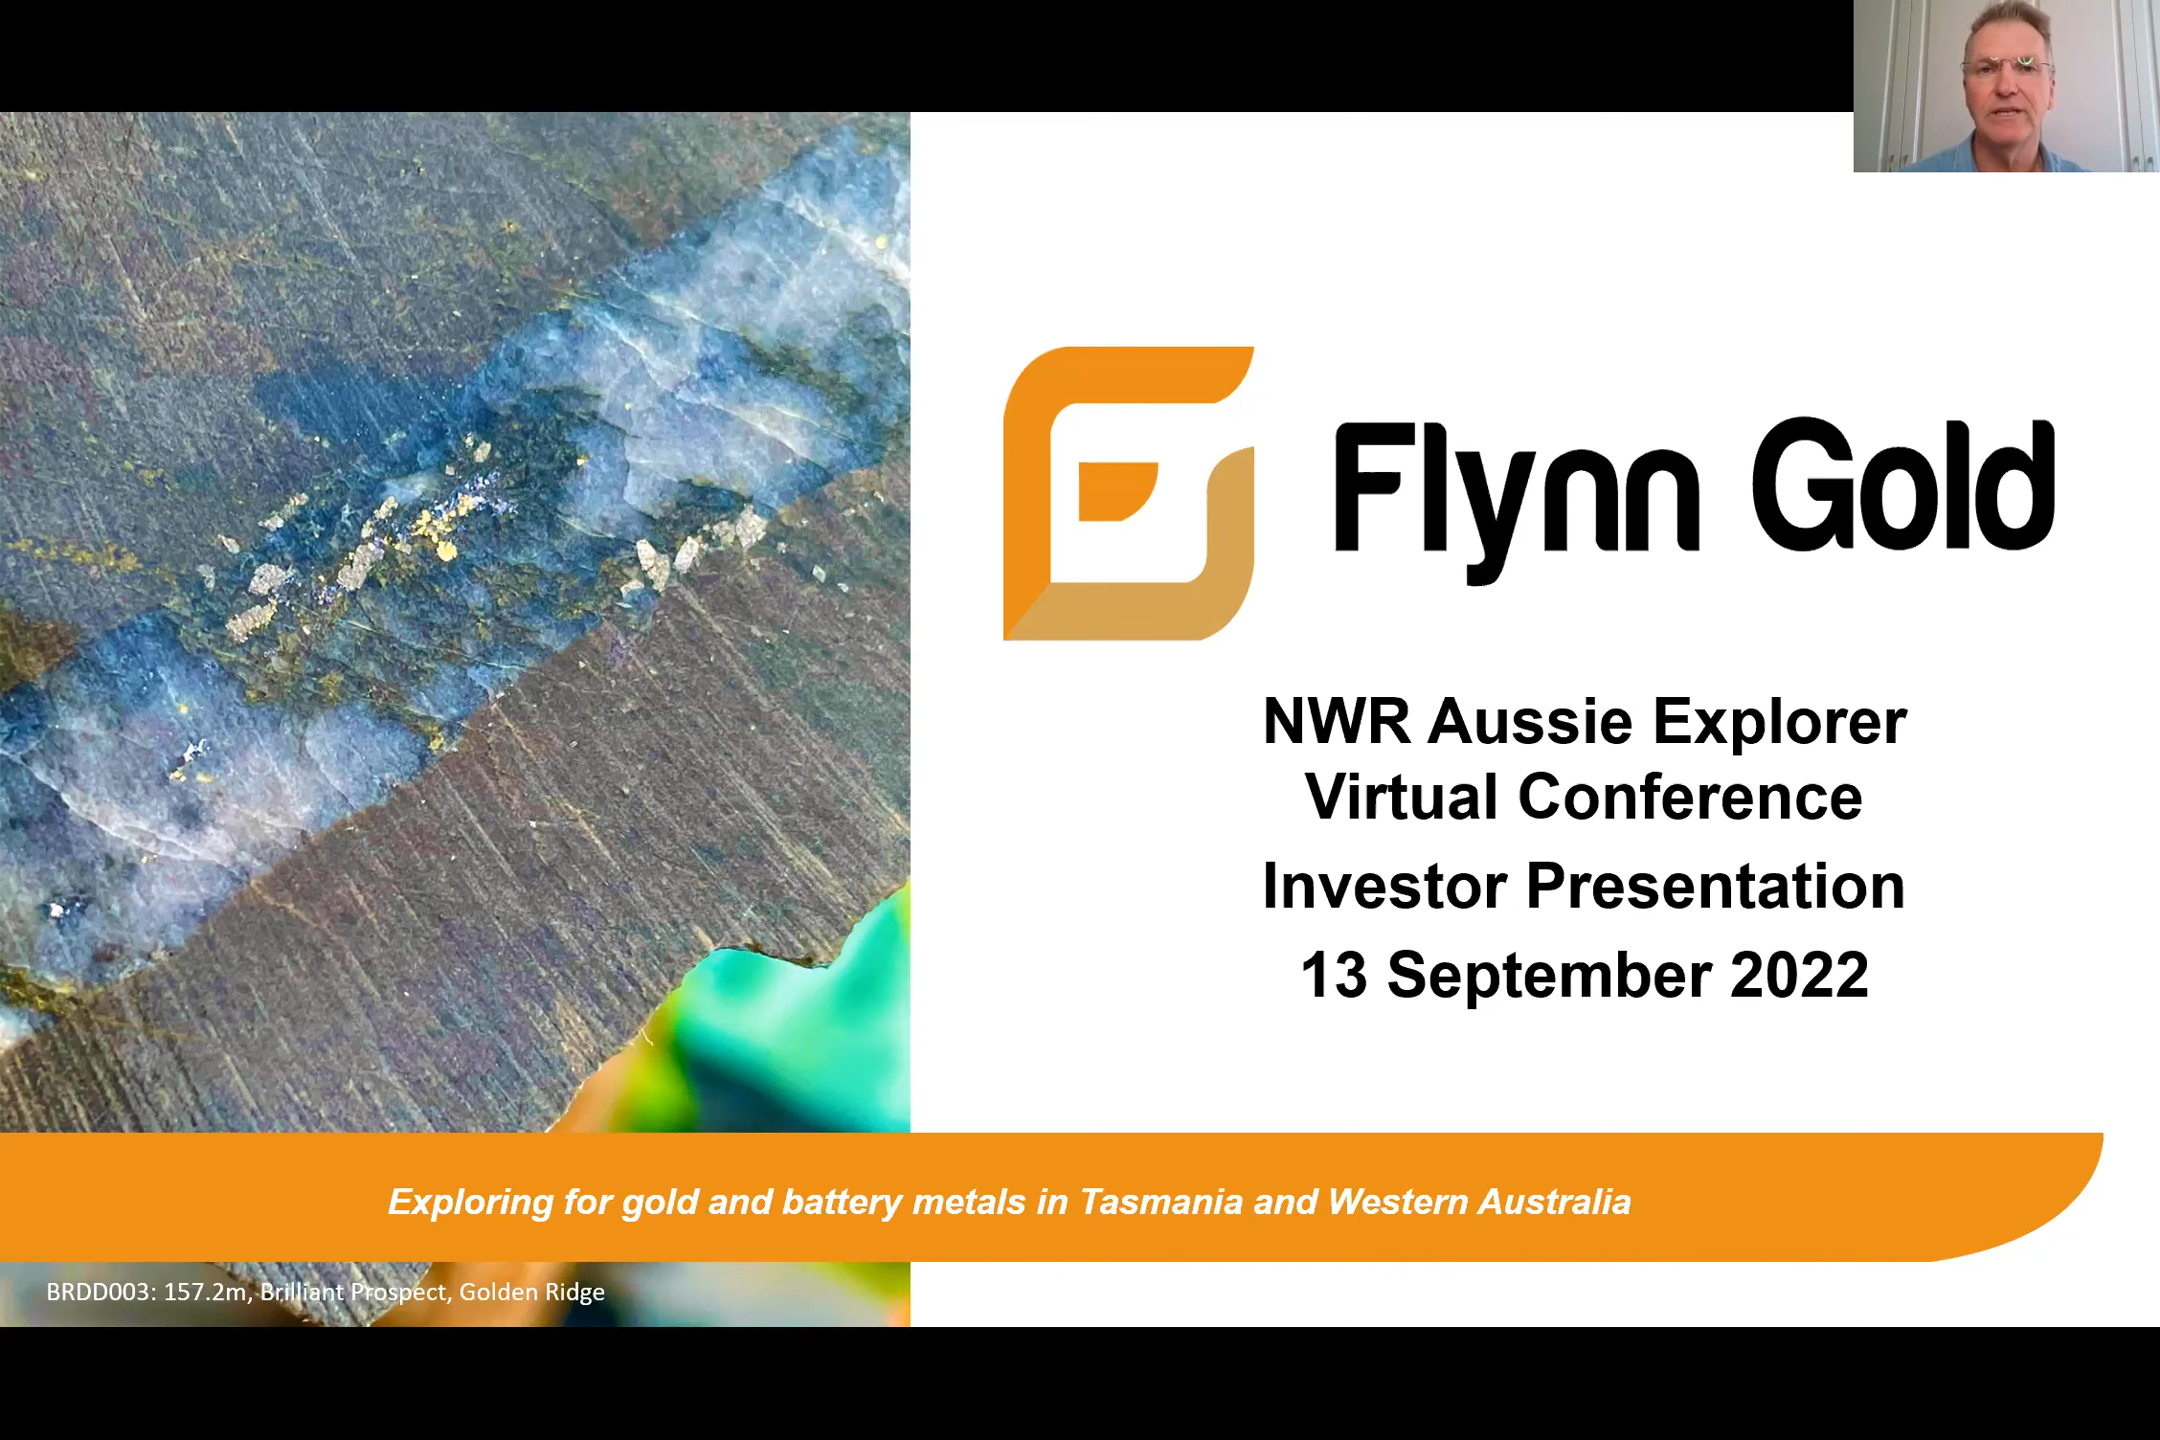 Flynn Gold
NWR Aussie Explorer
Virtual Conference
Investor Presentation
13 September 2022
Exploring for gold and battery metals in Tasmania and Western Australia
BRDD003: 157.2m, Brilliant Prospect, Golden Ridge